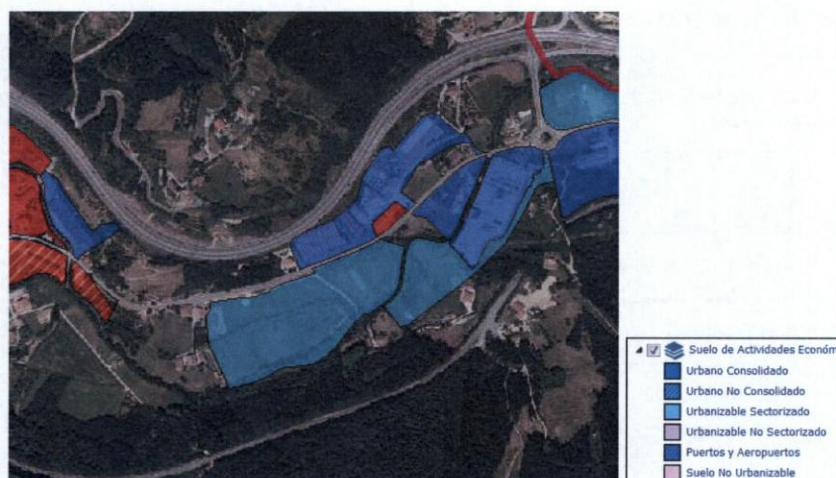 Suelo de Actividades Económ
Urbano Consolidado
Urbano No Consolidado
Urbanizable Sectorizado
Urbanizable No Sectorizado
Puertos y Aeropuertos
Suelo No Urbanizable